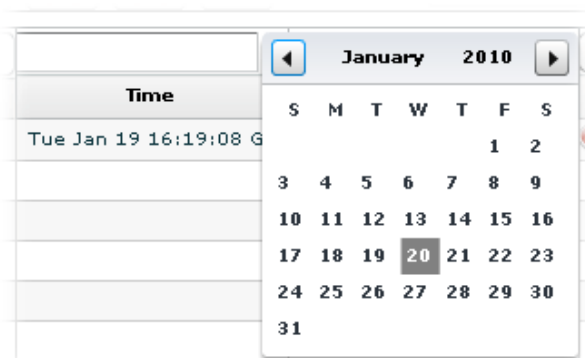 January 2010
Time
S M T W T F S
Tue Jan 19 16:19:08 G
1 2
3 4 5 6 7 8 9
10 11 12 13 14 15 16
17 18 19 20 21 22 23
24 25 26 27 28 29 30
31